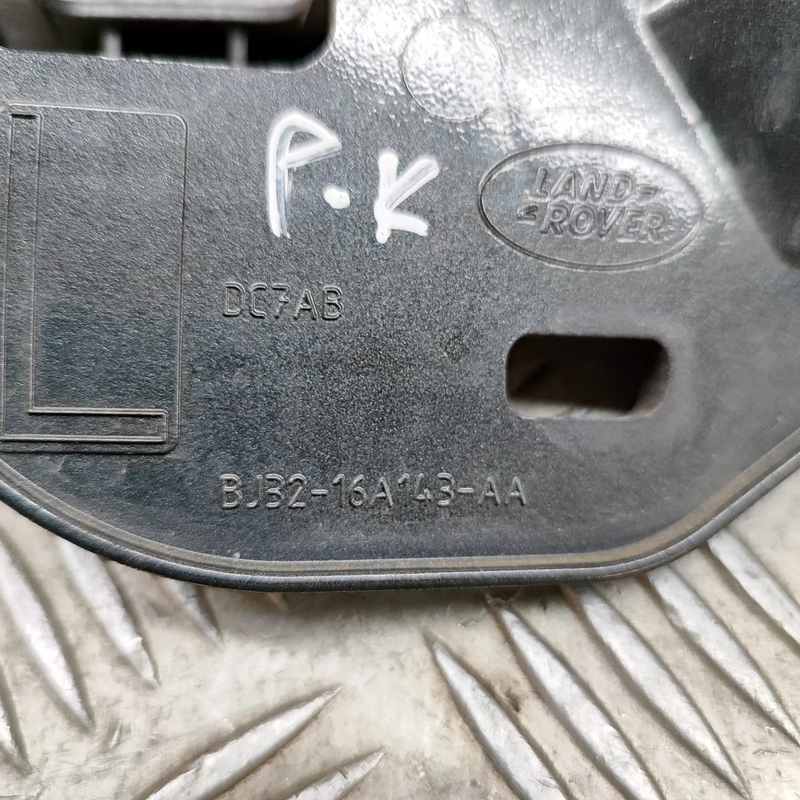 P.K
LAND
ROVER
L
DC7AB
BJ32-16A143-AA